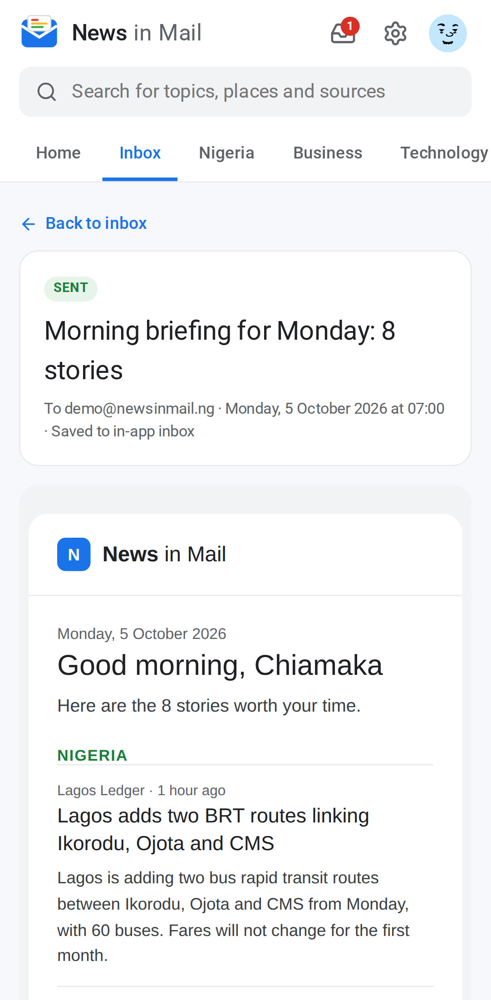 News in Mail
1
Search for topics, places and sources
Home Inbox Nigeria Business Technology
Back to inbox
SENT
Morning briefing for Monday: 8
stories
To demo@newsinmail.ng · Monday, 5 October 2026 at 07:00
· Saved to in-app inbox
N News in Mail
Monday, 5 October 2026
Good morning, Chiamaka
Here are the 8 stories worth your time.
NIGERIA
Lagos Ledger · 1 hour ago
Lagos adds two BRT routes linking
Ikorodu, Ojota and CMS
Lagos is adding two bus rapid transit routes
between Ikorodu, Ojota and CMS from Monday,
with 60 buses. Fares will not change for the first
month.